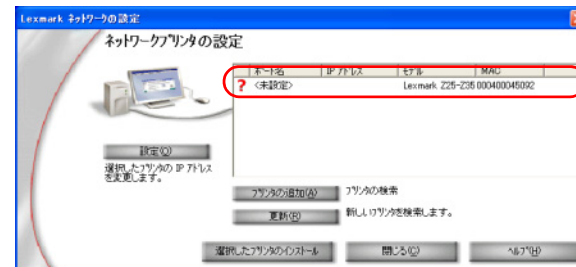 Lexmark ネットワークの設定
ネットワークプリンタの設定
ポート名 IP アドレス モデル MAC
? <未設定> Lexmark Z25-Z35 000400045092
設定(O)
選択したプリンタの IP アドレス
を変更します。
プリンタの追加(A) プリンタの検索
更新(R) 新しいプリンタを検索します。
選択したプリンタのインストール 閉じる(C) ヘルプ(H)